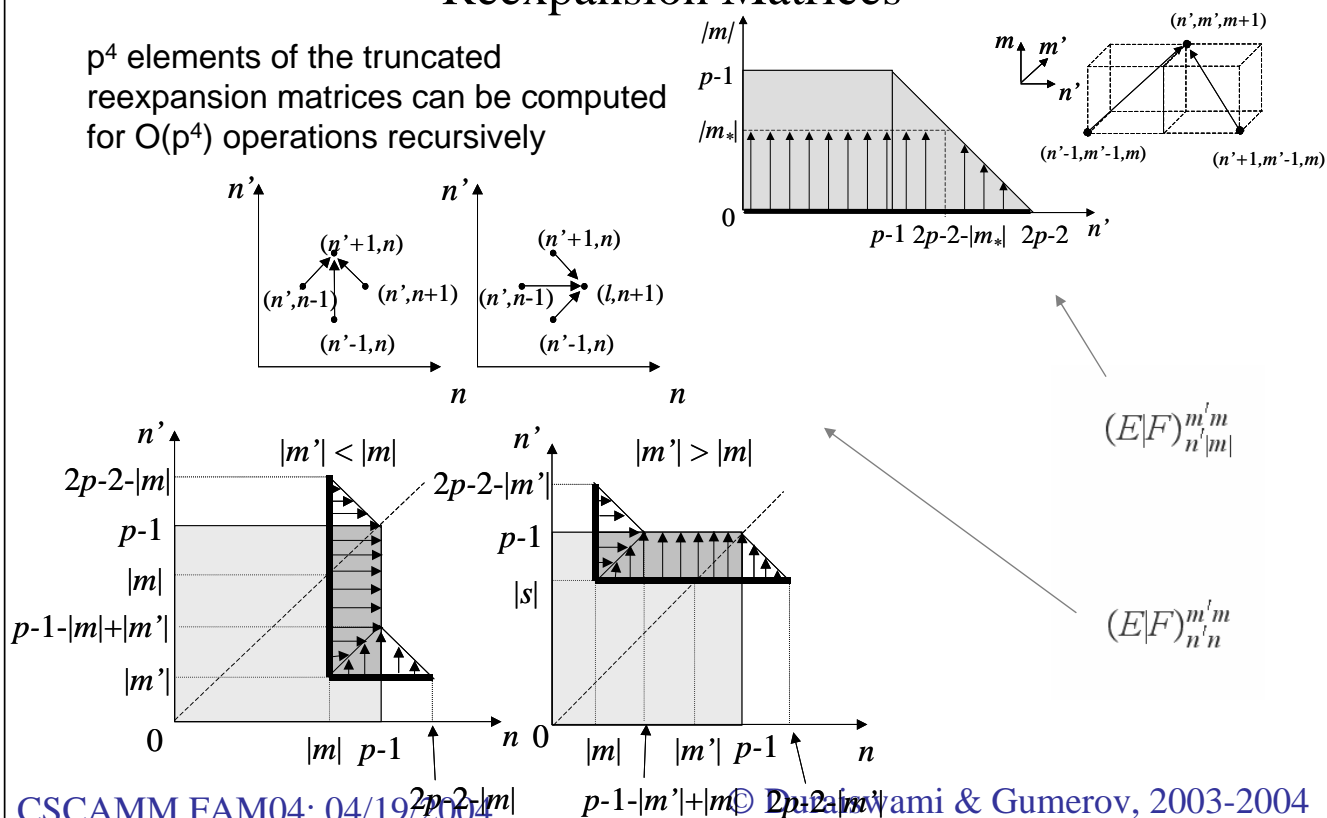 Reexpansion Matrices
p⁴ elements of the truncated
reexpansion matrices can be computed
for O(p⁴) operations recursively
|m|
p-1
|m*|
0
p-1 2p-2-|m*| 2p-2 n'
m
m'
n'
(n',m',m+1)
(n'-1,m'-1,m)
(n'+1,m'-1,m)
n'
(n'+1,n)
(n',n-1)
(n',n+1)
(n'-1,n)
n
n'
(n'+1,n)
(n',n-1)
(l,n+1)
(n'-1,n)
n
(E|F)^{m'm}_{n'|m|}
(E|F)^{m'm}_{n'n}
n'
|m'| < |m|
2p-2-|m|
p-1
|m|
p-1-|m|+|m'|
|m'|
0
|m| p-1
n
2p-2-|m|
n'
|m'| > |m|
2p-2-|m'|
p-1
|s|
0
|m| |m'| p-1 n
p-1-|m'|+|m|
2p-2-|m'|
CSCAMM FAM04: 04/19/2004
© Duraiswami & Gumerov, 2003-2004